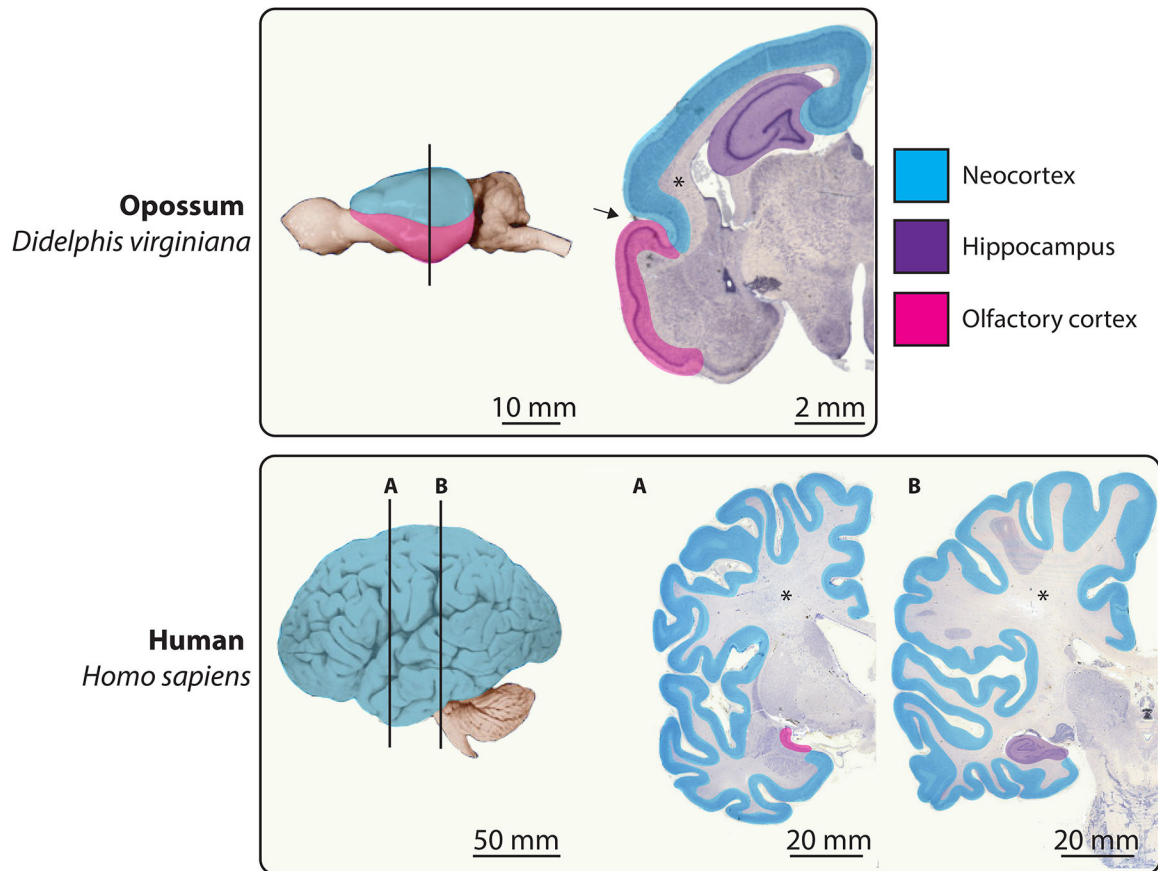 Opossum
Didelphis virginiana
*
10 mm
2 mm
Neocortex
Hippocampus
Olfactory cortex
Human
Homo sapiens
A B
A
*
B
*
50 mm
20 mm
20 mm